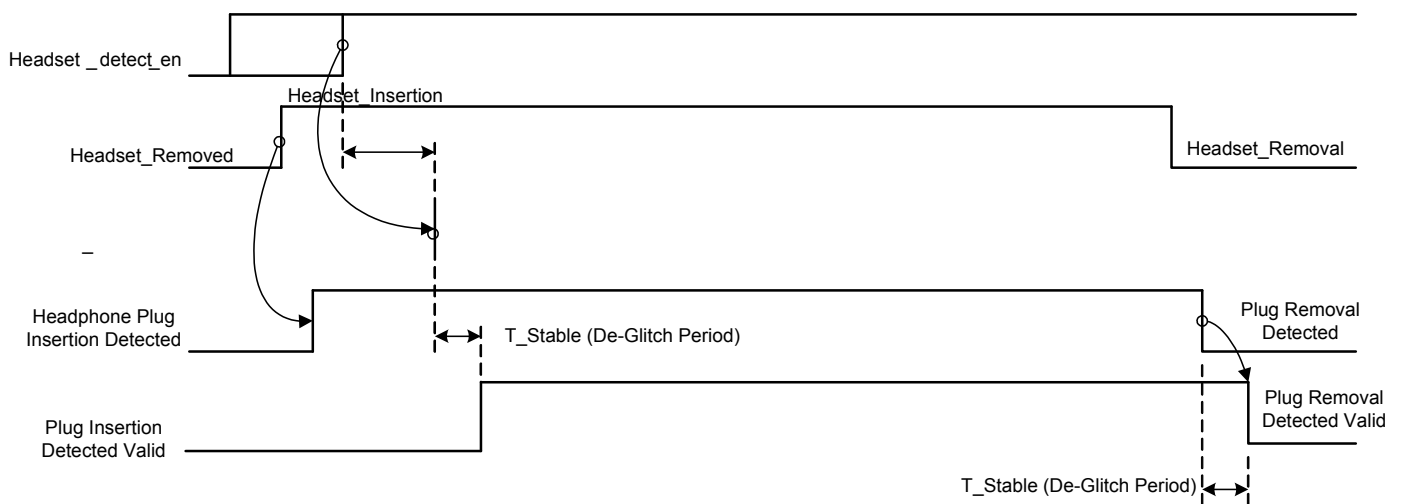 Headset _detect_en
Headset_Insertion
Headset_Removed
Headset_Removal
_
Headphone Plug
Insertion Detected
T_Stable (De-Glitch Period)
Plug Removal
Detected
Plug Insertion
Detected Valid
Plug Removal
Detected Valid
T_Stable (De-Glitch Period)